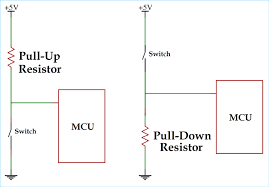 +5V
Pull-Up
Resistor
Switch
MCU
+5V
Switch
MCU
Pull-Down
Resistor